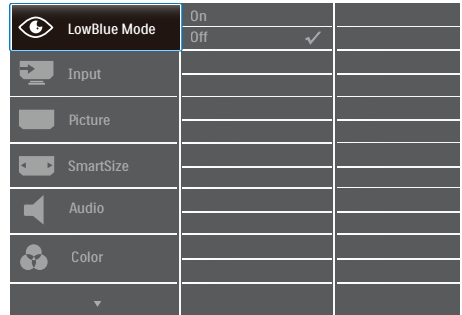 LowBlue Mode
On
Off
Input
Picture
SmartSize
Audio
Color